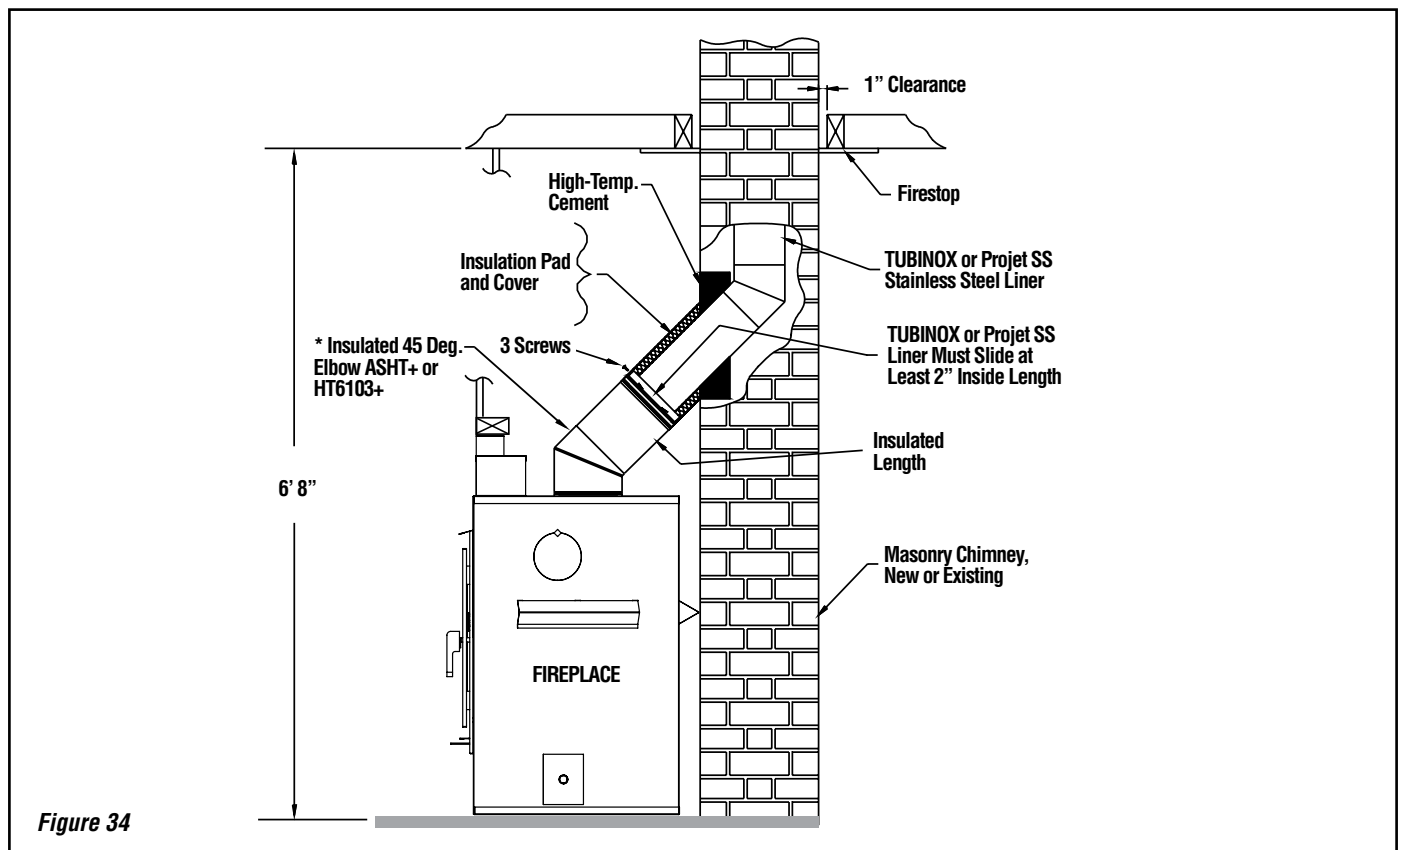 1” Clearance
High-Temp.
Cement
Firestop
Insulation Pad
and Cover
TUBINOX or Projet SS
Stainless Steel Liner
* Insulated 45 Deg.
Elbow ASHT+ or
HT6103+
3 Screws
TUBINOX or Projet SS
Liner Must Slide at
Least 2” Inside Length
Insulated
Length
6’ 8”
Masonry Chimney,
New or Existing
FIREPLACE
Figure 34